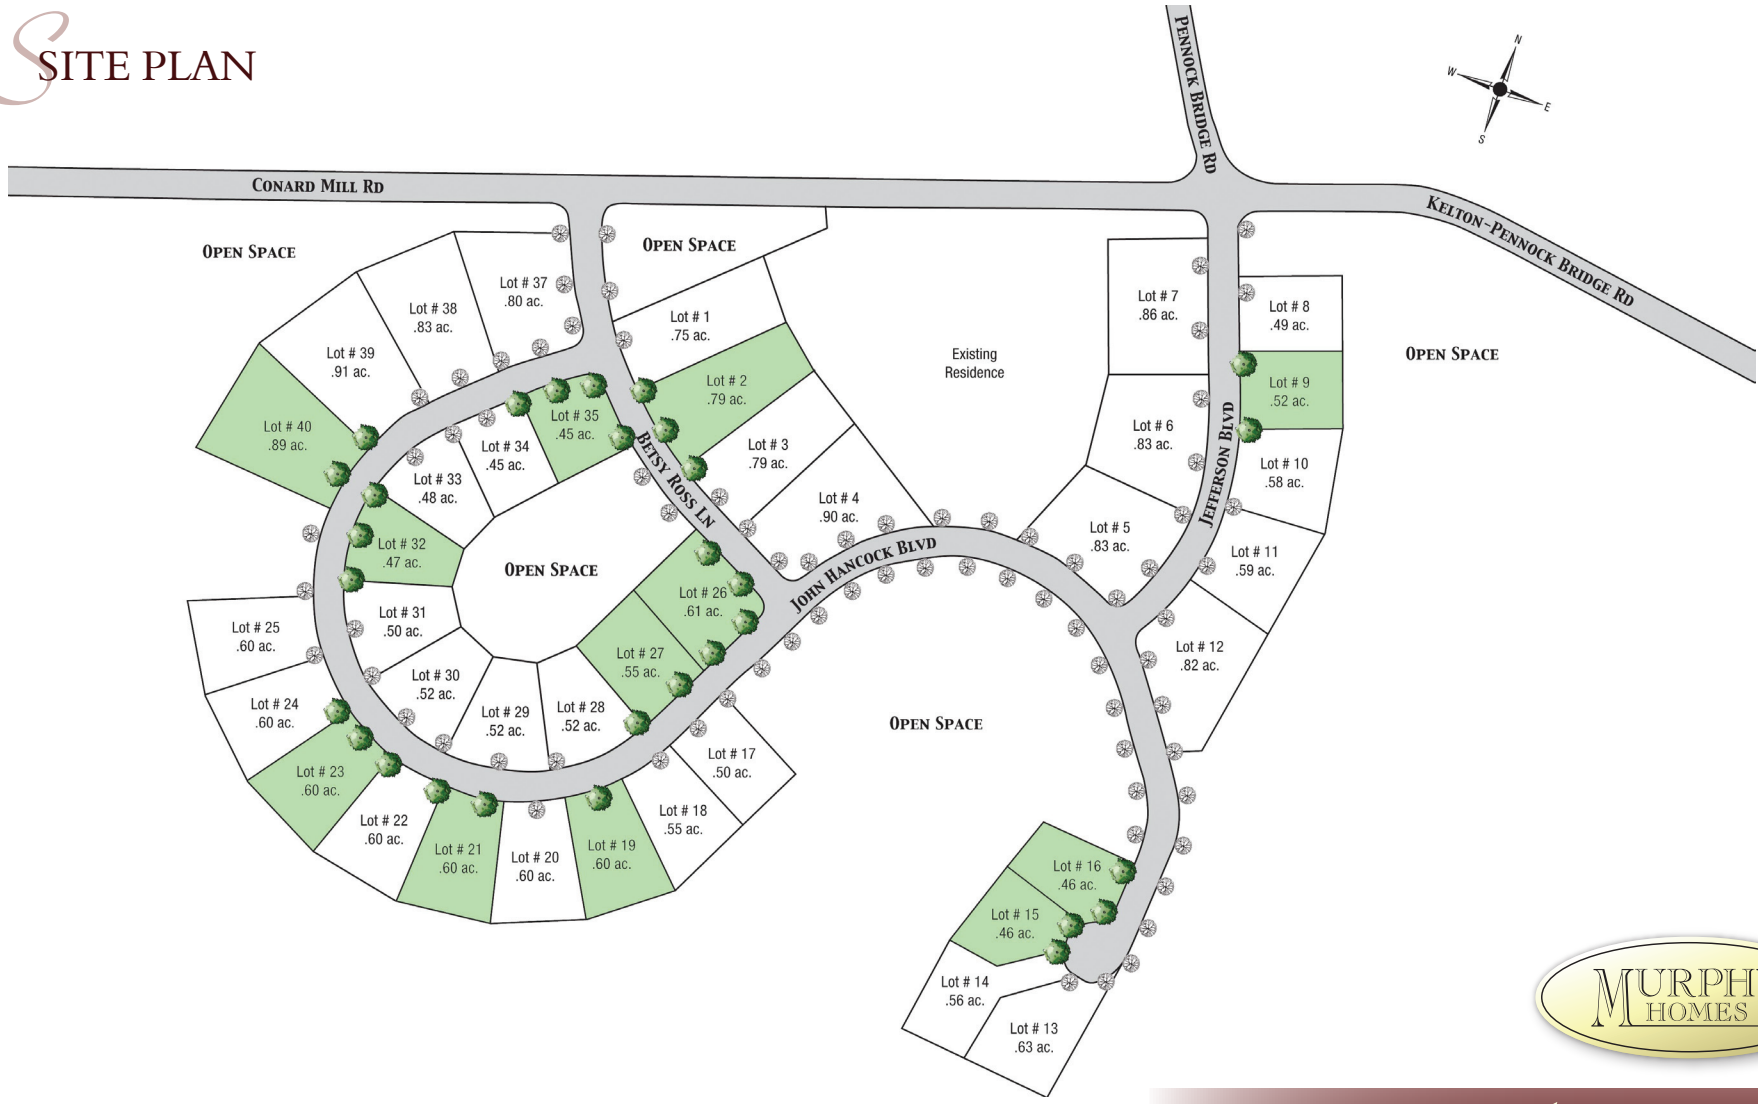 SITE PLAN
PENNOCK BRIDGE RD
N
W
E
S
CONARD MILL RD
KELTON-PENNOCK BRIDGE RD
OPEN SPACE
OPEN SPACE
Lot # 37
.80 ac.
Lot # 38
.83 ac.
Lot # 39
.91 ac.
Lot # 40
.89 ac.
Lot # 1
.75 ac.
Lot # 2
.79 ac.
Lot # 3
.79 ac.
Lot # 4
.90 ac.
Existing
Residence
Lot # 7
.86 ac.
Lot # 8
.49 ac.
OPEN SPACE
Lot # 9
.52 ac.
Lot # 6
.83 ac.
JEFFERSON BLVD
Lot # 10
.58 ac.
Lot # 5
.83 ac.
Lot # 11
.59 ac.
Lot # 12
.82 ac.
Lot # 35
.45 ac.
Lot # 34
.45 ac.
Lot # 33
.48 ac.
BETSY ROSS LN
Lot # 32
.47 ac.
OPEN SPACE
JOHN HANCOCK BLVD
Lot # 26
.61 ac.
Lot # 31
.50 ac.
Lot # 27
.55 ac.
Lot # 30
.52 ac.
Lot # 29
.52 ac.
Lot # 28
.52 ac.
Lot # 25
.60 ac.
Lot # 24
.60 ac.
Lot # 23
.60 ac.
Lot # 22
.60 ac.
Lot # 21
.60 ac.
Lot # 20
.60 ac.
Lot # 19
.60 ac.
Lot # 18
.55 ac.
Lot # 17
.50 ac.
OPEN SPACE
Lot # 16
.46 ac.
Lot # 15
.46 ac.
Lot # 14
.56 ac.
Lot # 13
.63 ac.
MURPH
HOMES